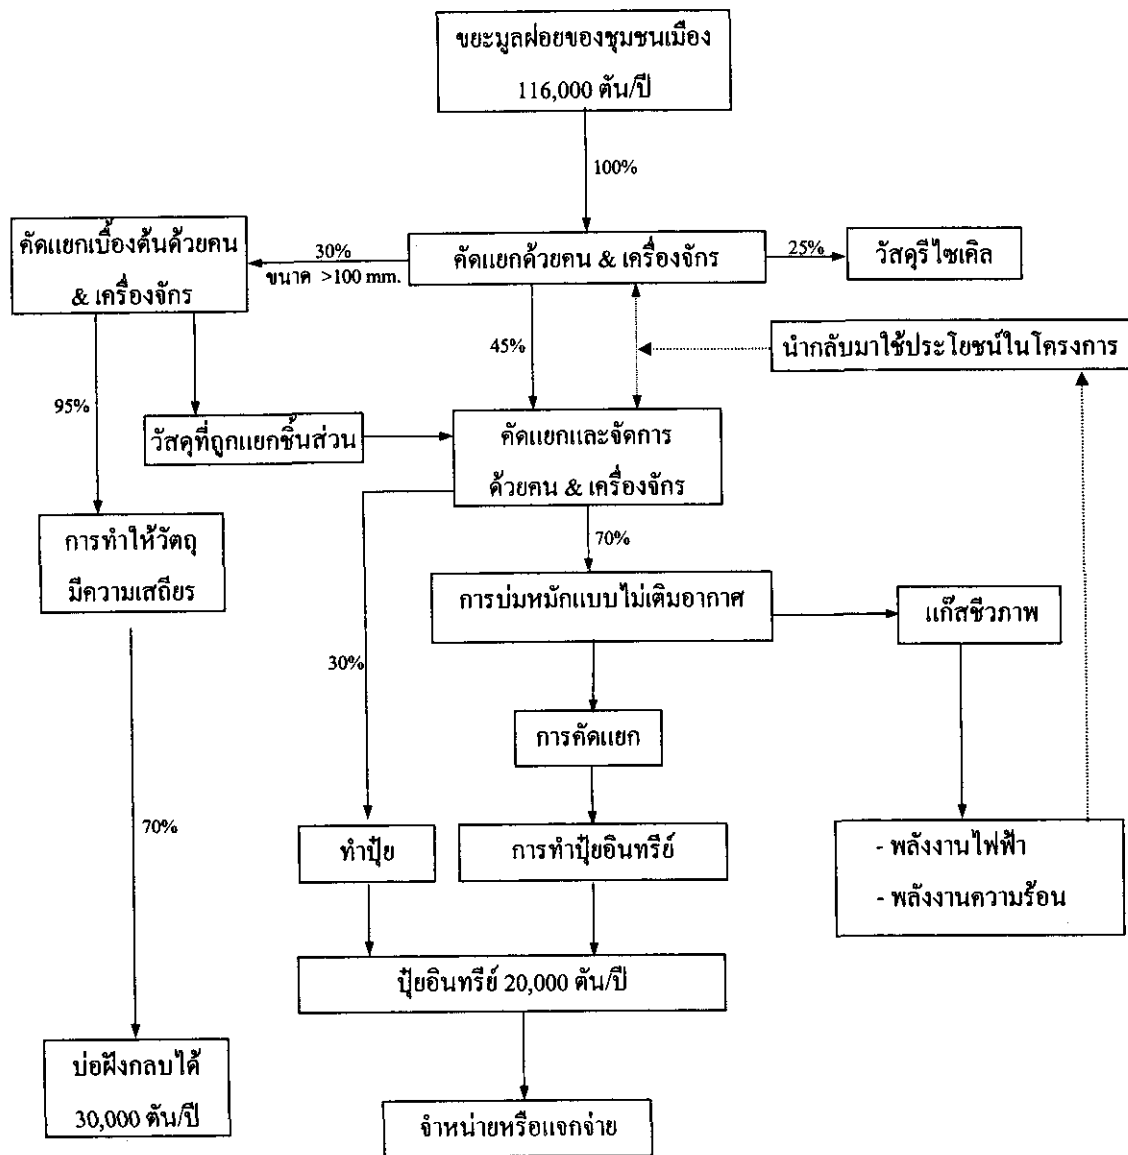 ขยะมูลฝอยของชุมชนเมือง
116,000 ตัน/ปี
100%
คัดแยกเบื้องต้นด้วยคน
& เครื่องจักร
30%
ขนาด >100 mm.
คัดแยกด้วยคน & เครื่องจักร
25%
วัสดุรีไซเคิล
45%
นำกลับมาใช้ประโยชน์ในโครงการ
95%
วัสดุที่ถูกแยกชิ้นส่วน
คัดแยกและจัดการ
ด้วยคน & เครื่องจักร
การทำให้วัตถุ
มีความเสถียร
70%
การบ่มหมักแบบไม่เติมอากาศ
แก๊สชีวภาพ
30%
การคัดแยก
70%
ทำปุ๋ย
การทำปุ๋ยอินทรีย์
- พลังงานไฟฟ้า
- พลังงานความร้อน
ปุ๋ยอินทรีย์ 20,000 ตัน/ปี
บ่อฝังกลบได้
30,000 ตัน/ปี
จำหน่ายหรือแจกจ่าย